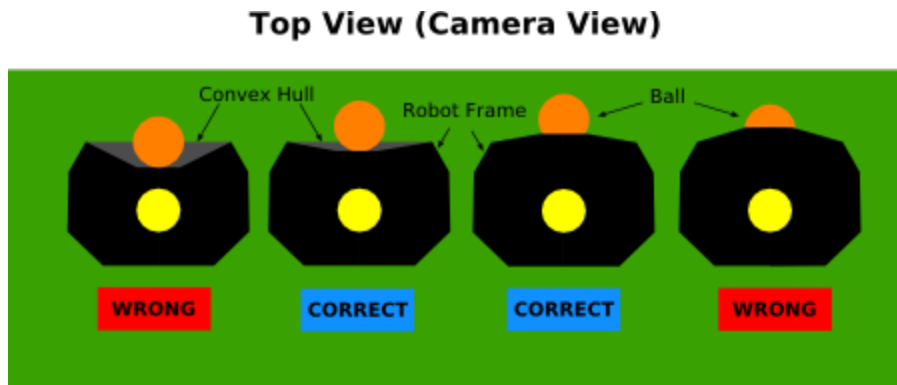 Top View (Camera View)
Convex Hull
Robot Frame
Ball
WRONG
CORRECT
CORRECT
WRONG